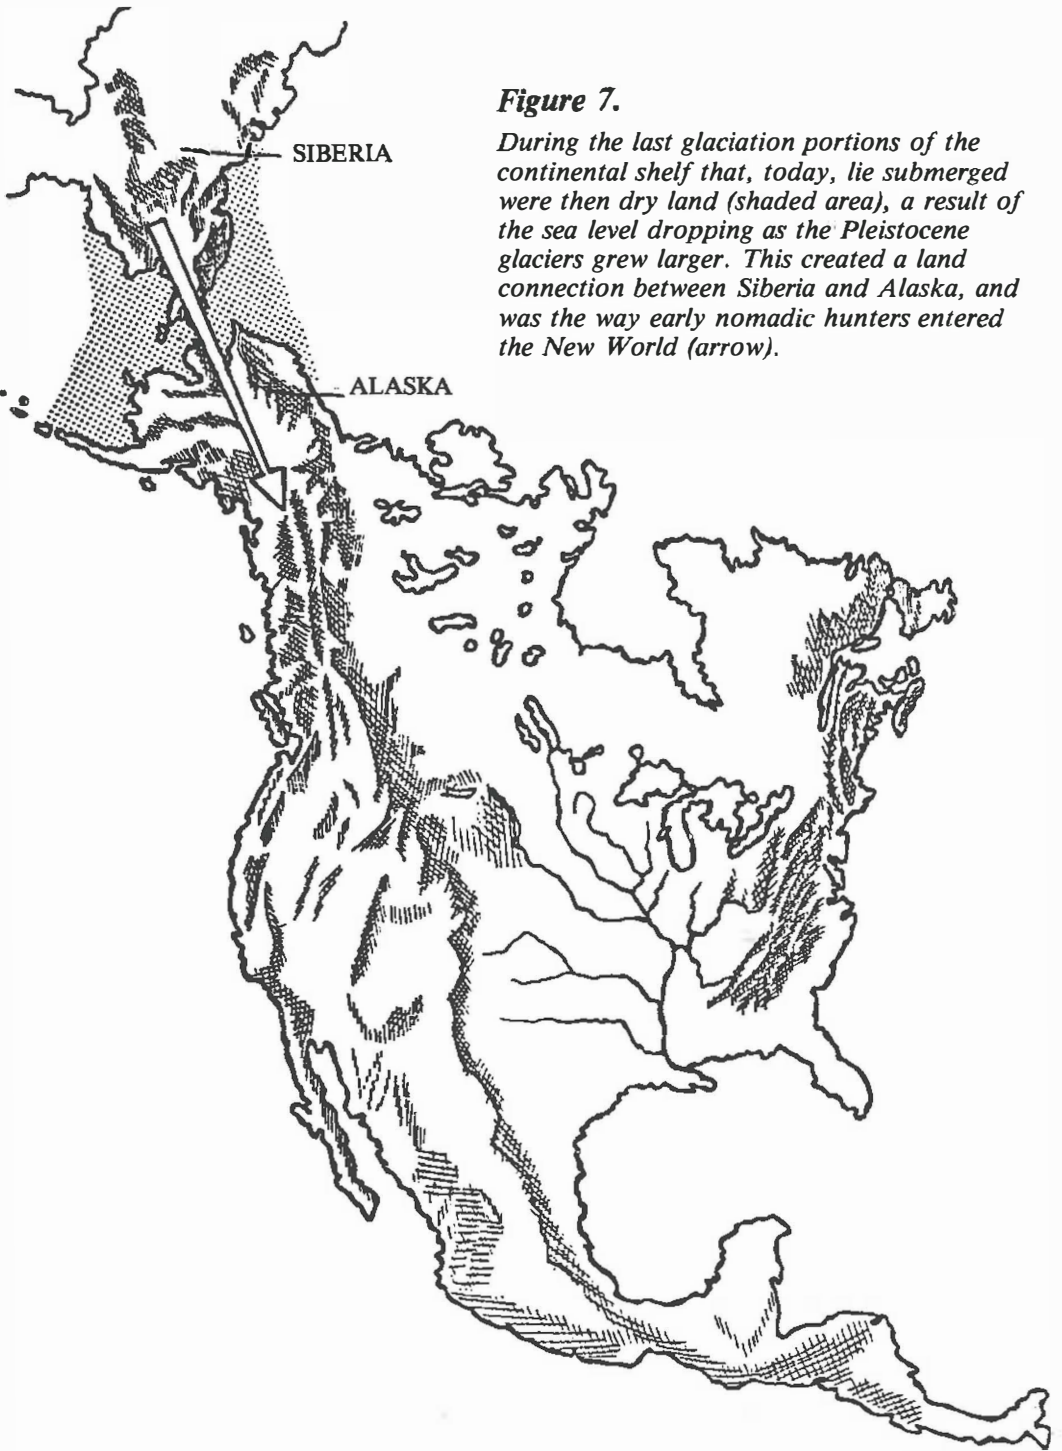 Figure 7.
During the last glaciation portions of the
continental shelf that, today, lie submerged
were then dry land (shaded area), a result of
the sea level dropping as the Pleistocene
glaciers grew larger. This created a land
connection between Siberia and Alaska, and
was the way early nomadic hunters entered
the New World (arrow).
SIBERIA
ALASKA